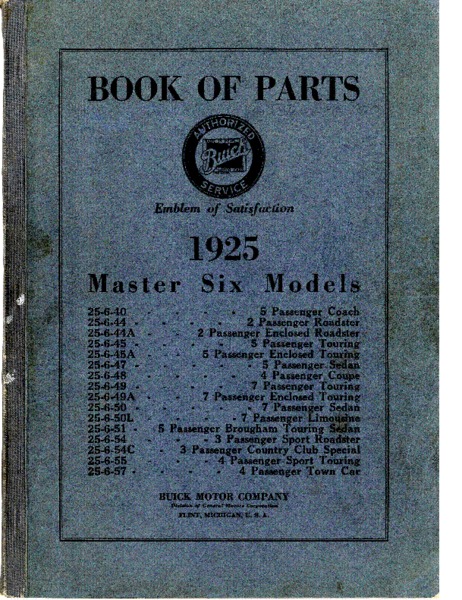 BOOK OF PARTS
AUTHORIZED
Buick
SERVICE
Emblem of Satisfaction
1925
Master Six Models
25-6-40 - - - - - 5 Passenger Coach
25-6-44 - - - - - 2 Passenger Roadster
25-6-44A - - - 2 Passenger Enclosed Roadster
25-6-45 - - - - - 5 Passenger Touring
25-6-45A - - - 5 Passenger Enclosed Touring
25-6-47 - - - - - 5 Passenger Sedan
25-6-48 - - - - - 4 Passenger Coupe
25-6-49 - - - - - 7 Passenger Touring
25-6-49A - - - 7 Passenger Enclosed Touring
25-6-50 - - - - - 7 Passenger Sedan
25-6-50L - - - - - 7 Passenger Limousine
25-6-51 - 5 Passenger Brougham Touring Sedan
25-6-54 - - - - 3 Passenger Sport Roadster
25-6-54C - - 3 Passenger Country Club Special
25-6-55 - - - - 4 Passenger Sport Touring
25-6-57 - - - - - 4 Passenger Town Car
BUICK MOTOR COMPANY
Division of General Motors Corporation
FLINT, MICHIGAN, U. S. A.